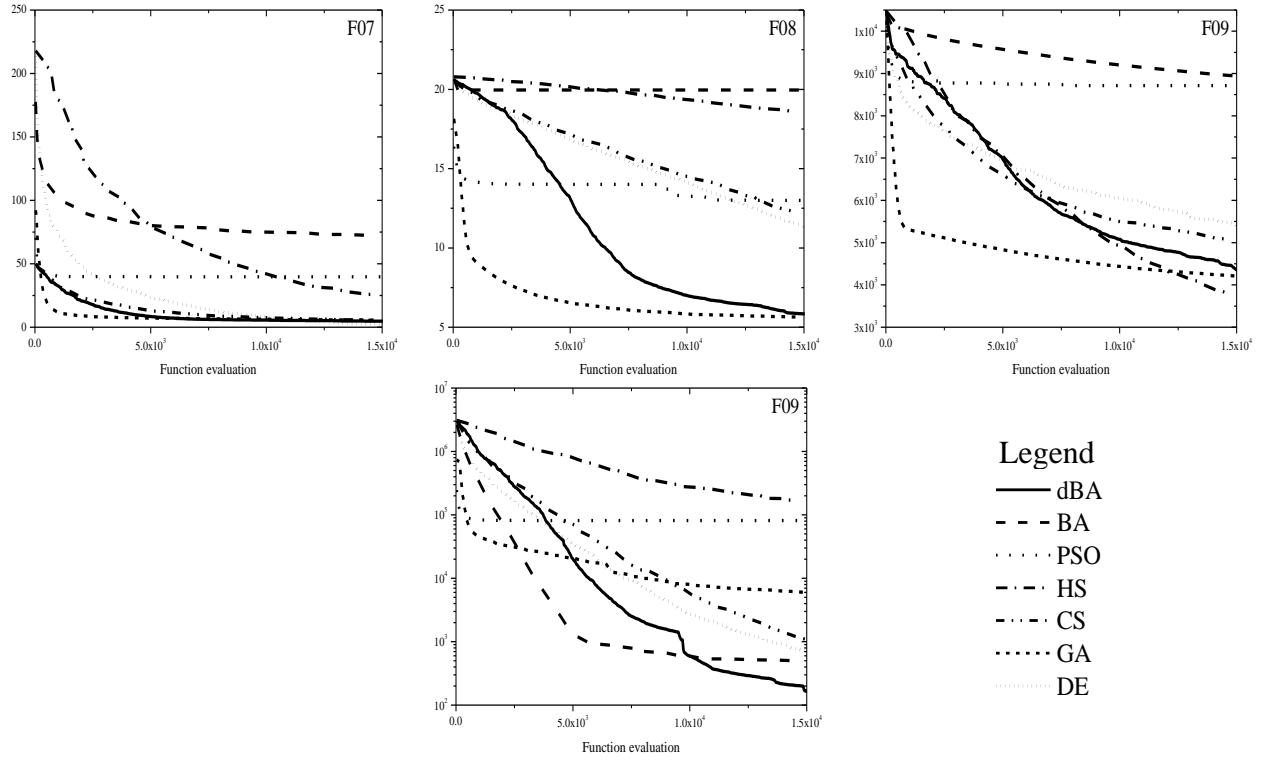 F07
250
200
150
100
50
0
0.0
5.0x10³
1.0x10⁴
1.5x10⁴
Function evaluation
F08
25
20
15
10
5
0.0
5.0x10³
1.0x10⁴
1.5x10⁴
Function evaluation
F09
1x10⁴
9x10³
8x10³
7x10³
6x10³
5x10³
4x10³
3x10³
0.0
5.0x10³
1.0x10⁴
1.5x10⁴
Function evaluation
F09
10⁷
10⁶
10⁵
10⁴
10³
10²
0.0
5.0x10³
1.0x10⁴
1.5x10⁴
Function evaluation
Legend
dBA
BA
PSO
HS
CS
GA
DE